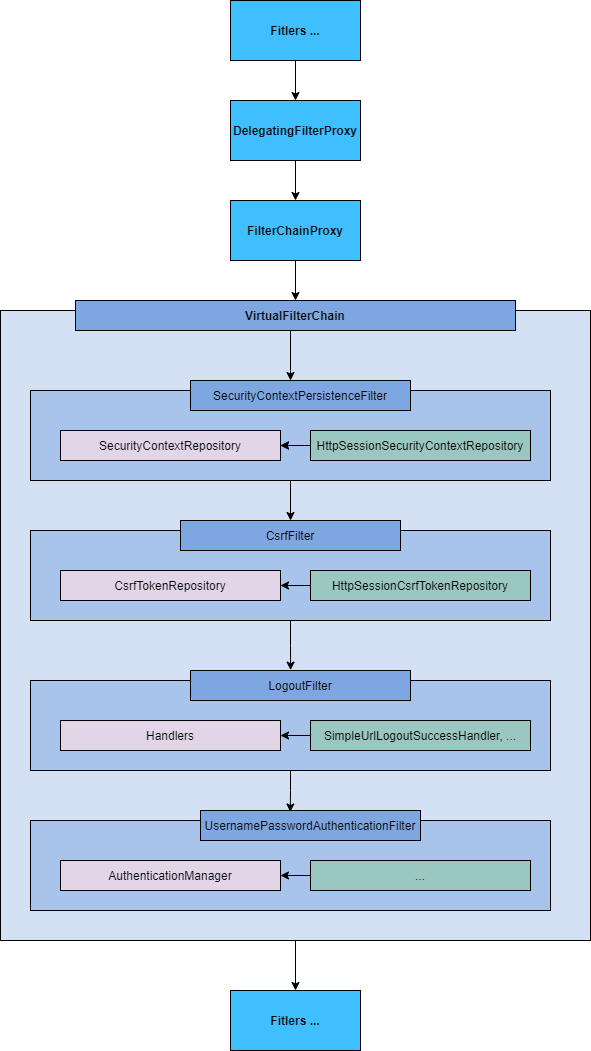 Fitlers ...
DelegatingFilterProxy
FilterChainProxy
VirtualFilterChain
SecurityContextPersistenceFilter
SecurityContextRepository
HttpSessionSecurityContextRepository
CsrfFilter
CsrfTokenRepository
HttpSessionCsrfTokenRepository
LogoutFilter
Handlers
SimpleUrlLogoutSuccessHandler, ...
UsernamePasswordAuthenticationFilter
AuthenticationManager
...
Fitlers ...